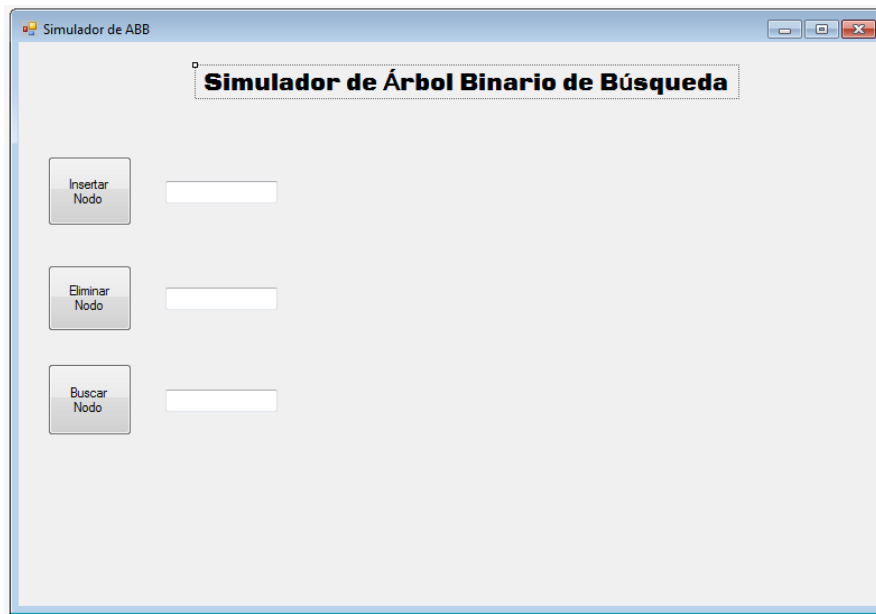 Simulador de ABB
Simulador de Árbol Binario de Búsqueda
Insertar
Nodo
Eliminar
Nodo
Buscar
Nodo